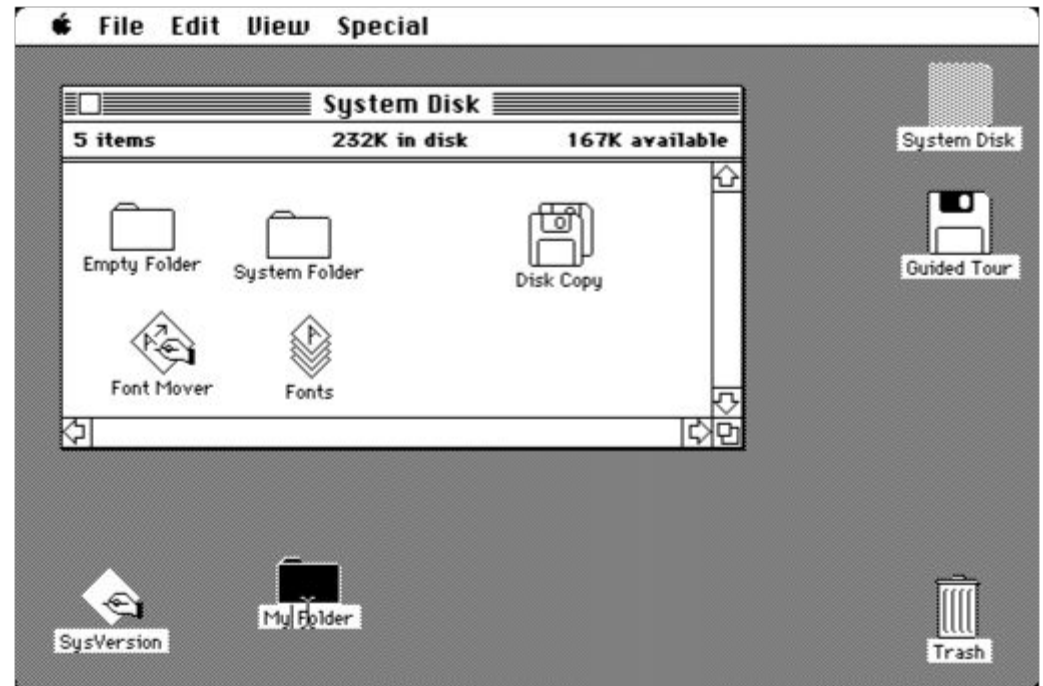 File Edit View Special
System Disk
5 items 232K in disk 167K available
Empty Folder
System Folder
Disk Copy
Font Mover
Fonts
System Disk
Guided Tour
SysVersion
My Folder
Trash